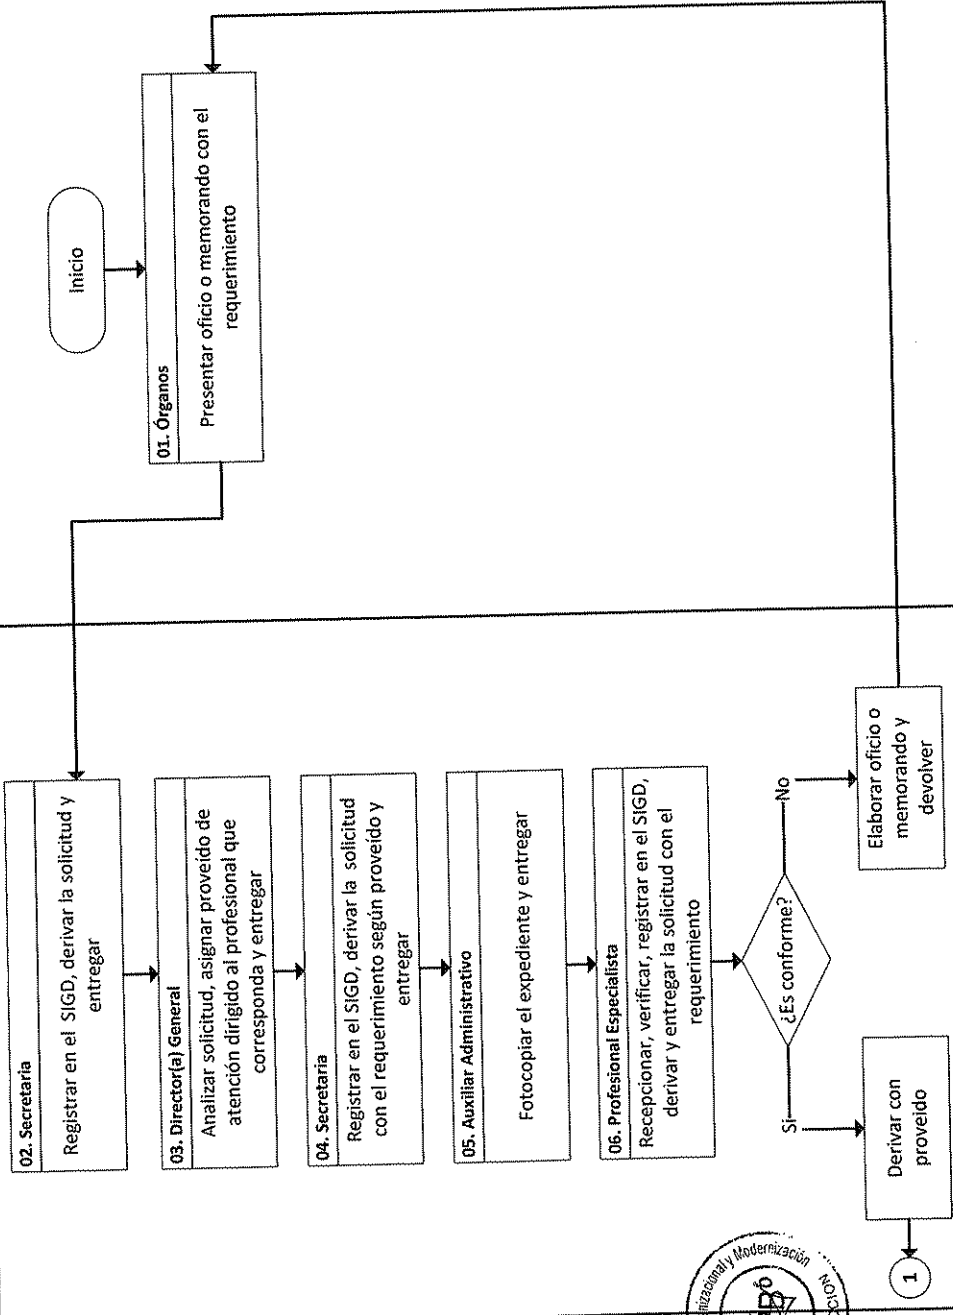 Inicio
01. Órganos
Presentar oficio o memorando con el
requerimiento
02. Secretaria
Registrar en el SIGD, derivar la solicitud y
entregar
03. Director(a) General
Analizar solicitud, asignar proveído de
atención dirigido al profesional que
corresponda y entregar
04. Secretaria
Registrar en el SIGD, derivar la solicitud
con el requerimiento según proveído y
entregar
05. Auxiliar Administrativo
Fotocopiar el expediente y entregar
06. Profesional Especialista
Recepcionar, verificar, registrar en el SIGD,
derivar y entregar la solicitud con el
requerimiento
¿Es conforme?
Si
No
Derivar con
proveido
Elaborar oficio o
memorando y
devolver
1
y Modernización